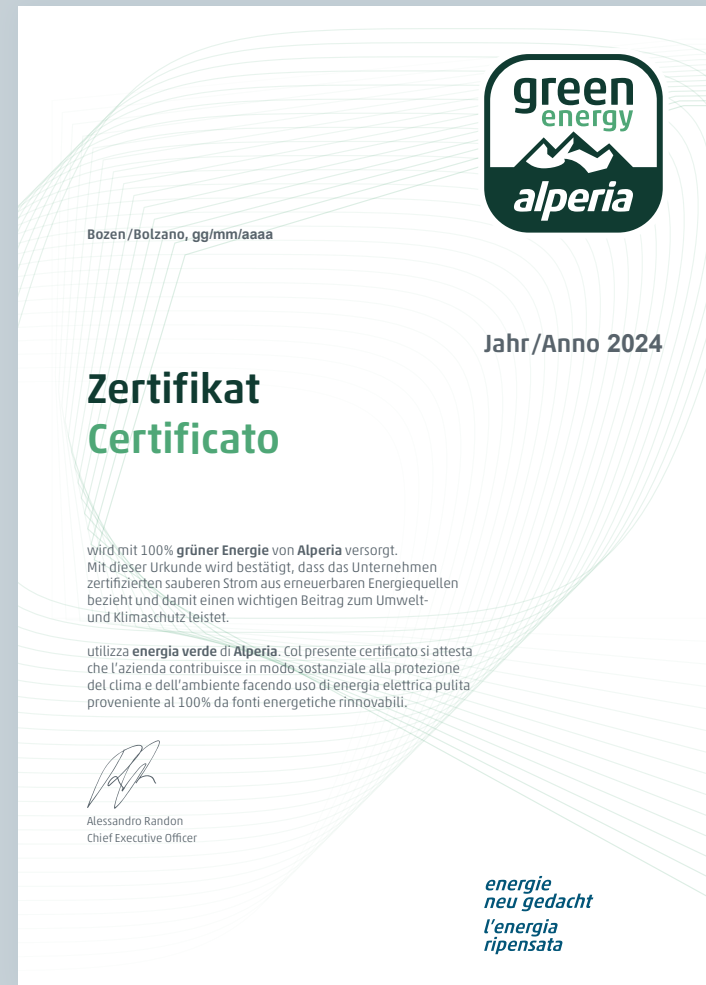 green
energy
alperia
Bozen/Bolzano, gg/mm/aaaa
Jahr/Anno 2024
Zertifikat
Certificato
wird mit 100% grüner Energie von Alperia versorgt.
Mit dieser Urkunde wird bestätigt, dass das Unternehmen
zertifizierten sauberen Strom aus erneuerbaren Energiequellen
bezieht und damit einen wichtigen Beitrag zum Umwelt-
und Klimaschutz leistet.
utilizza energia verde di Alperia. Col presente certificato si attesta
che l'azienda contribuisce in modo sostanziale alla protezione
del clima e dell'ambiente facendo uso di energia elettrica pulita
proveniente al 100% da fonti energetiche rinnovabili.
Alessandro Randon
Chief Executive Officer
energie
neu gedacht
l'energia
ripensata